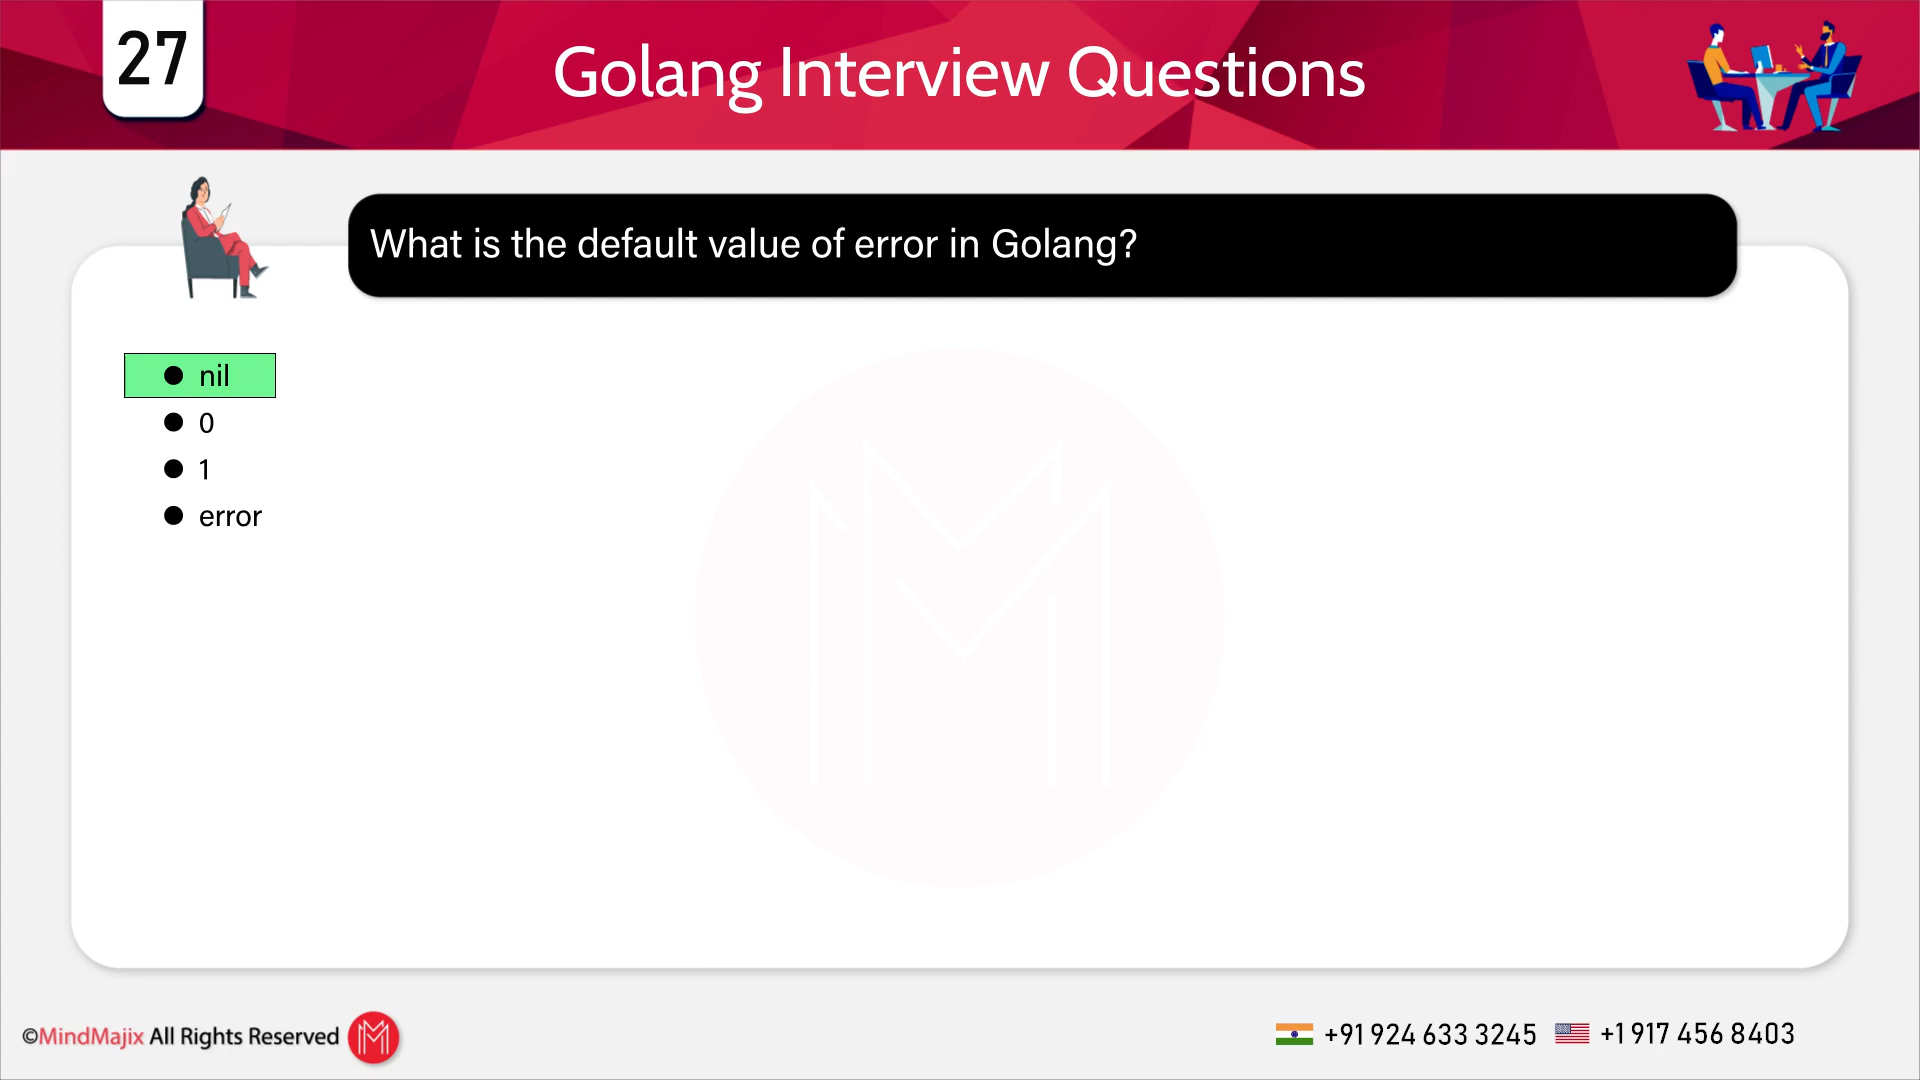 27
Golang Interview Questions
What is the default value of error in Golang?
● nil
● 0
● 1
● error
©MindMajix All Rights Reserved
+91 924 633 3245
+1 917 456 8403